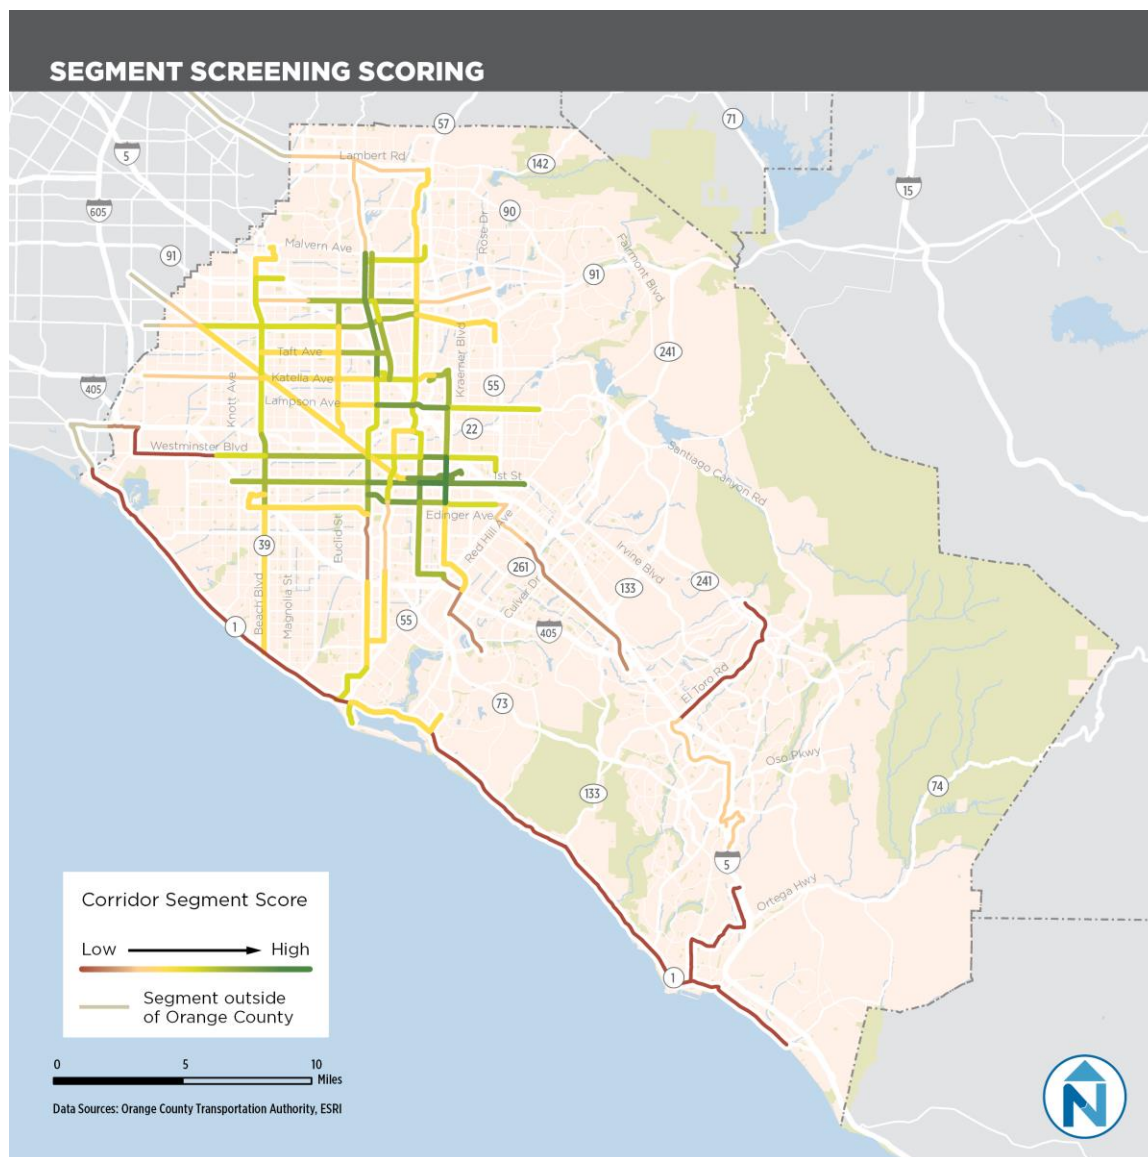 SEGMENT SCREENING SCORING
57
71
5
Lambert Rd
142
15
605
90
Rose Dr
Malvern Ave
91
91
Fairmont Blvd
Kraemer Blvd
241
Taft Ave
405
Katella Ave
55
Knott Ave
Lampson Ave
22
Westminster Blvd
1st St
Santiago Canyon Rd
Edinger Ave
Euclid St
Red Hill Ave
39
Irvine Blvd
261
133
241
Culver Dr
Beach Blvd
Magnolia St
55
405
1
El Toro Rd
73
Oso Pkwy
133
74
5
Ortega Hwy
1
Corridor Segment Score
Low High
Segment outside
of Orange County
0 5 10
Miles
Data Sources: Orange County Transportation Authority, ESRI
N